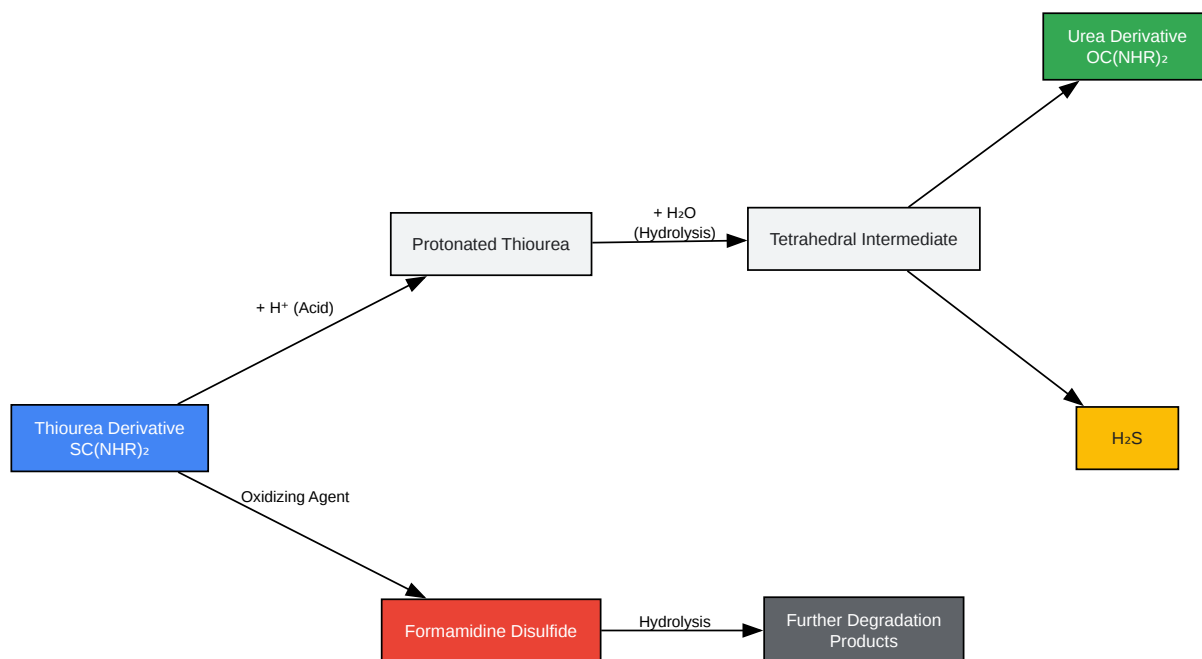 Urea Derivative
OC(NHR)₂
+ H₂O
(Hydrolysis)
Protonated Thiourea
Tetrahedral Intermediate
+ H⁺ (Acid)
Thiourea Derivative
SC(NHR)₂
H₂S
Oxidizing Agent
Formamidine Disulfide
Hydrolysis
Further Degradation
Products